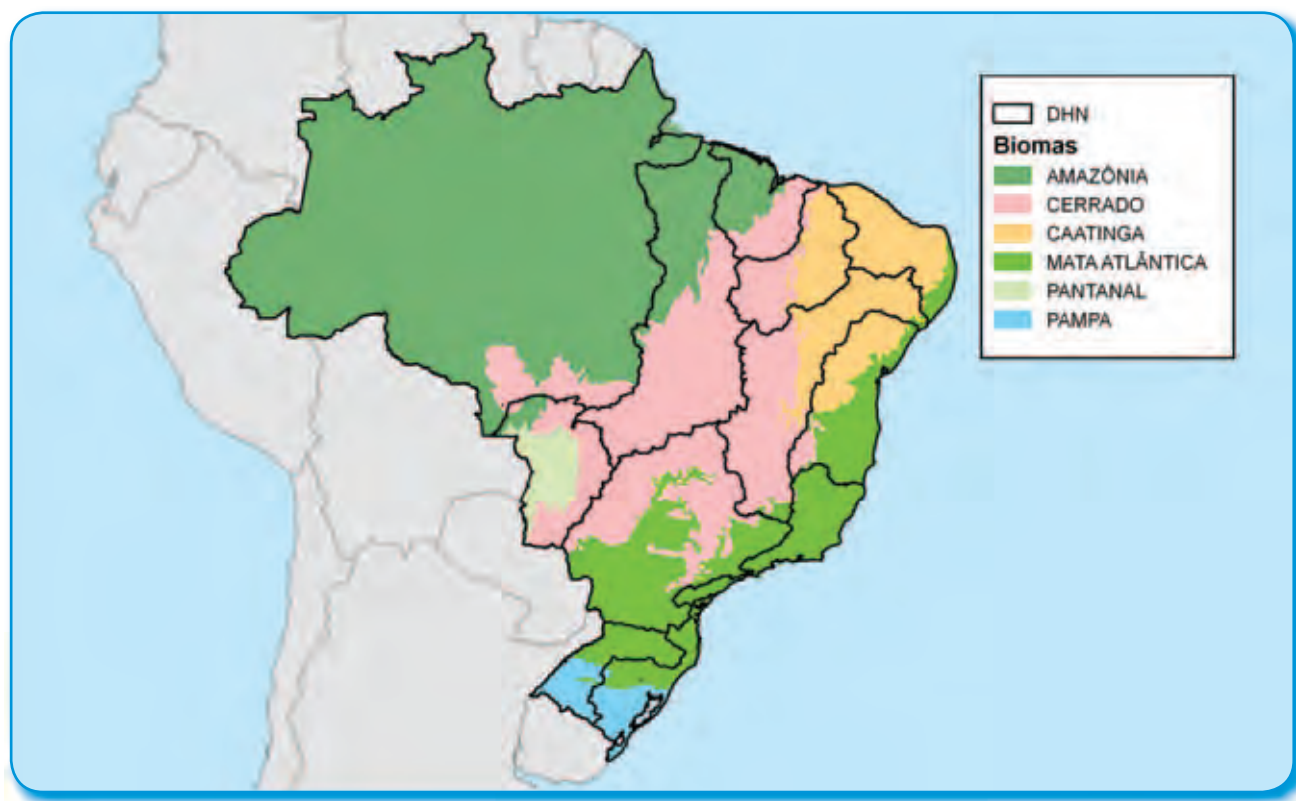 DHN
Biomas
AMAZÔNIA
CERRADO
CAATINGA
MATA ATLÂNTICA
PANTANAL
PAMPA